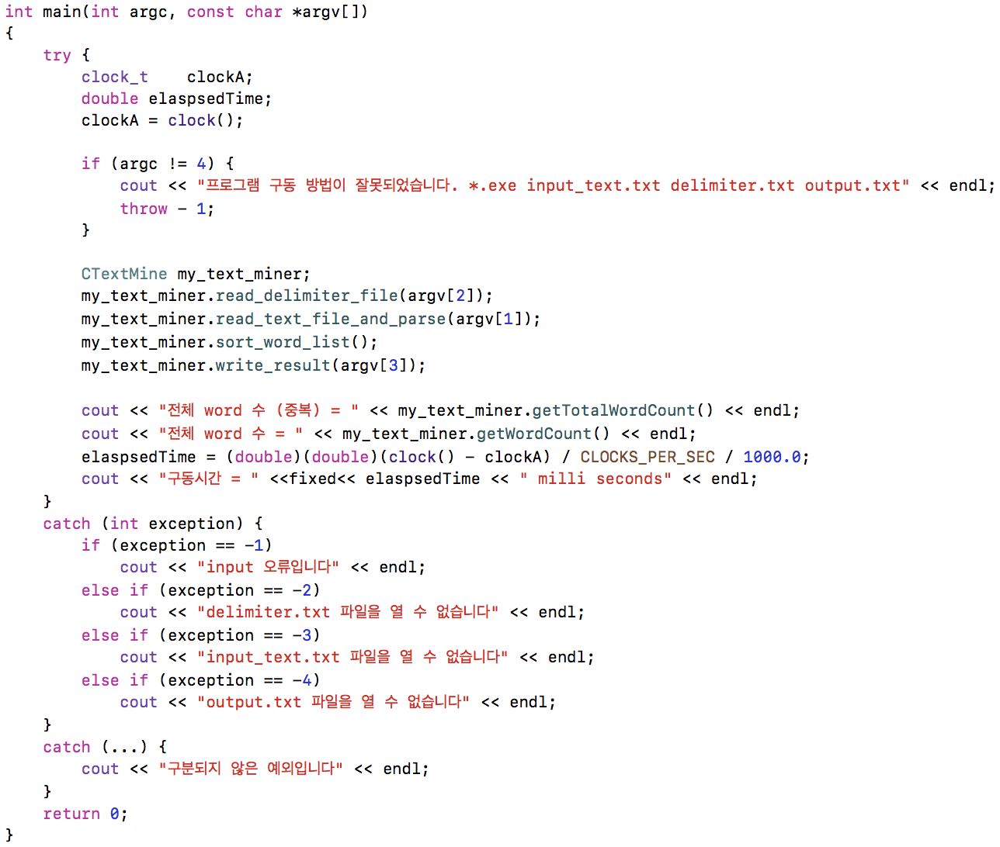 int main(int argc, const char *argv[])
{
    try {
        clock_t    clockA;
        double elaspsedTime;
        clockA = clock();

        if (argc != 4) {
            cout << "프로그램 구동 방법이 잘못되었습니다. *.exe input_text.txt delimiter.txt output.txt" << endl;
            throw - 1;
        }

        CTextMine my_text_miner;
        my_text_miner.read_delimiter_file(argv[2]);
        my_text_miner.read_text_file_and_parse(argv[1]);
        my_text_miner.sort_word_list();
        my_text_miner.write_result(argv[3]);

        cout << "전체 word 수 (중복) = " << my_text_miner.getTotalWordCount() << endl;
        cout << "전체 word 수 = " << my_text_miner.getWordCount() << endl;
        elaspsedTime = (double)(double)(clock() - clockA) / CLOCKS_PER_SEC / 1000.0;
        cout << "구동시간 = " <<fixed<< elaspsedTime << " milli seconds" << endl;
    }
    catch (int exception) {
        if (exception == -1)
            cout << "input 오류입니다" << endl;
        else if (exception == -2)
            cout << "delimiter.txt 파일을 열 수 없습니다" << endl;
        else if (exception == -3)
            cout << "input_text.txt 파일을 열 수 없습니다" << endl;
        else if (exception == -4)
            cout << "output.txt 파일을 열 수 없습니다" << endl;
    }
    catch (...) {
        cout << "구분되지 않은 예외입니다" << endl;
    }
    return 0;
}